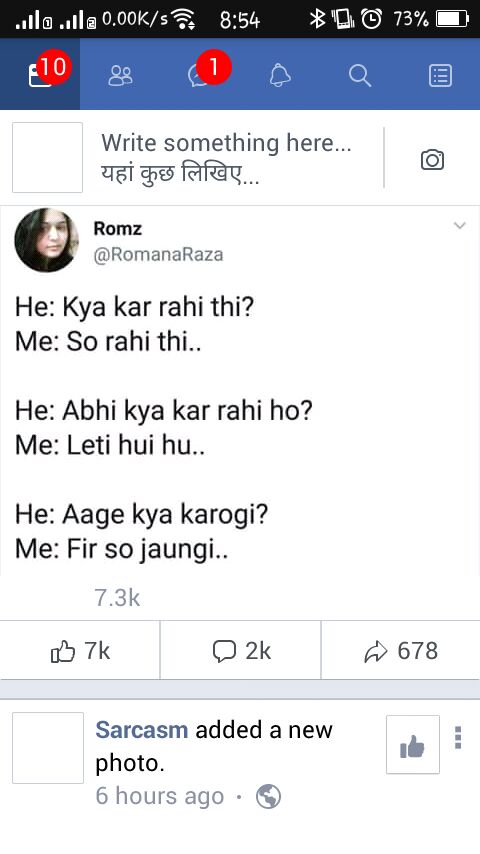 0.00K/s 8:54 73%
10
1
Write something here...
यहां कुछ लिखिए...
Romz
@RomanaRaza
He: Kya kar rahi thi?
Me: So rahi thi..
He: Abhi kya kar rahi ho?
Me: Leti hui hu..
He: Aage kya karogi?
Me: Fir so jaungi..
7.3k
7k 2k 678
Sarcasm added a new
photo.
6 hours ago